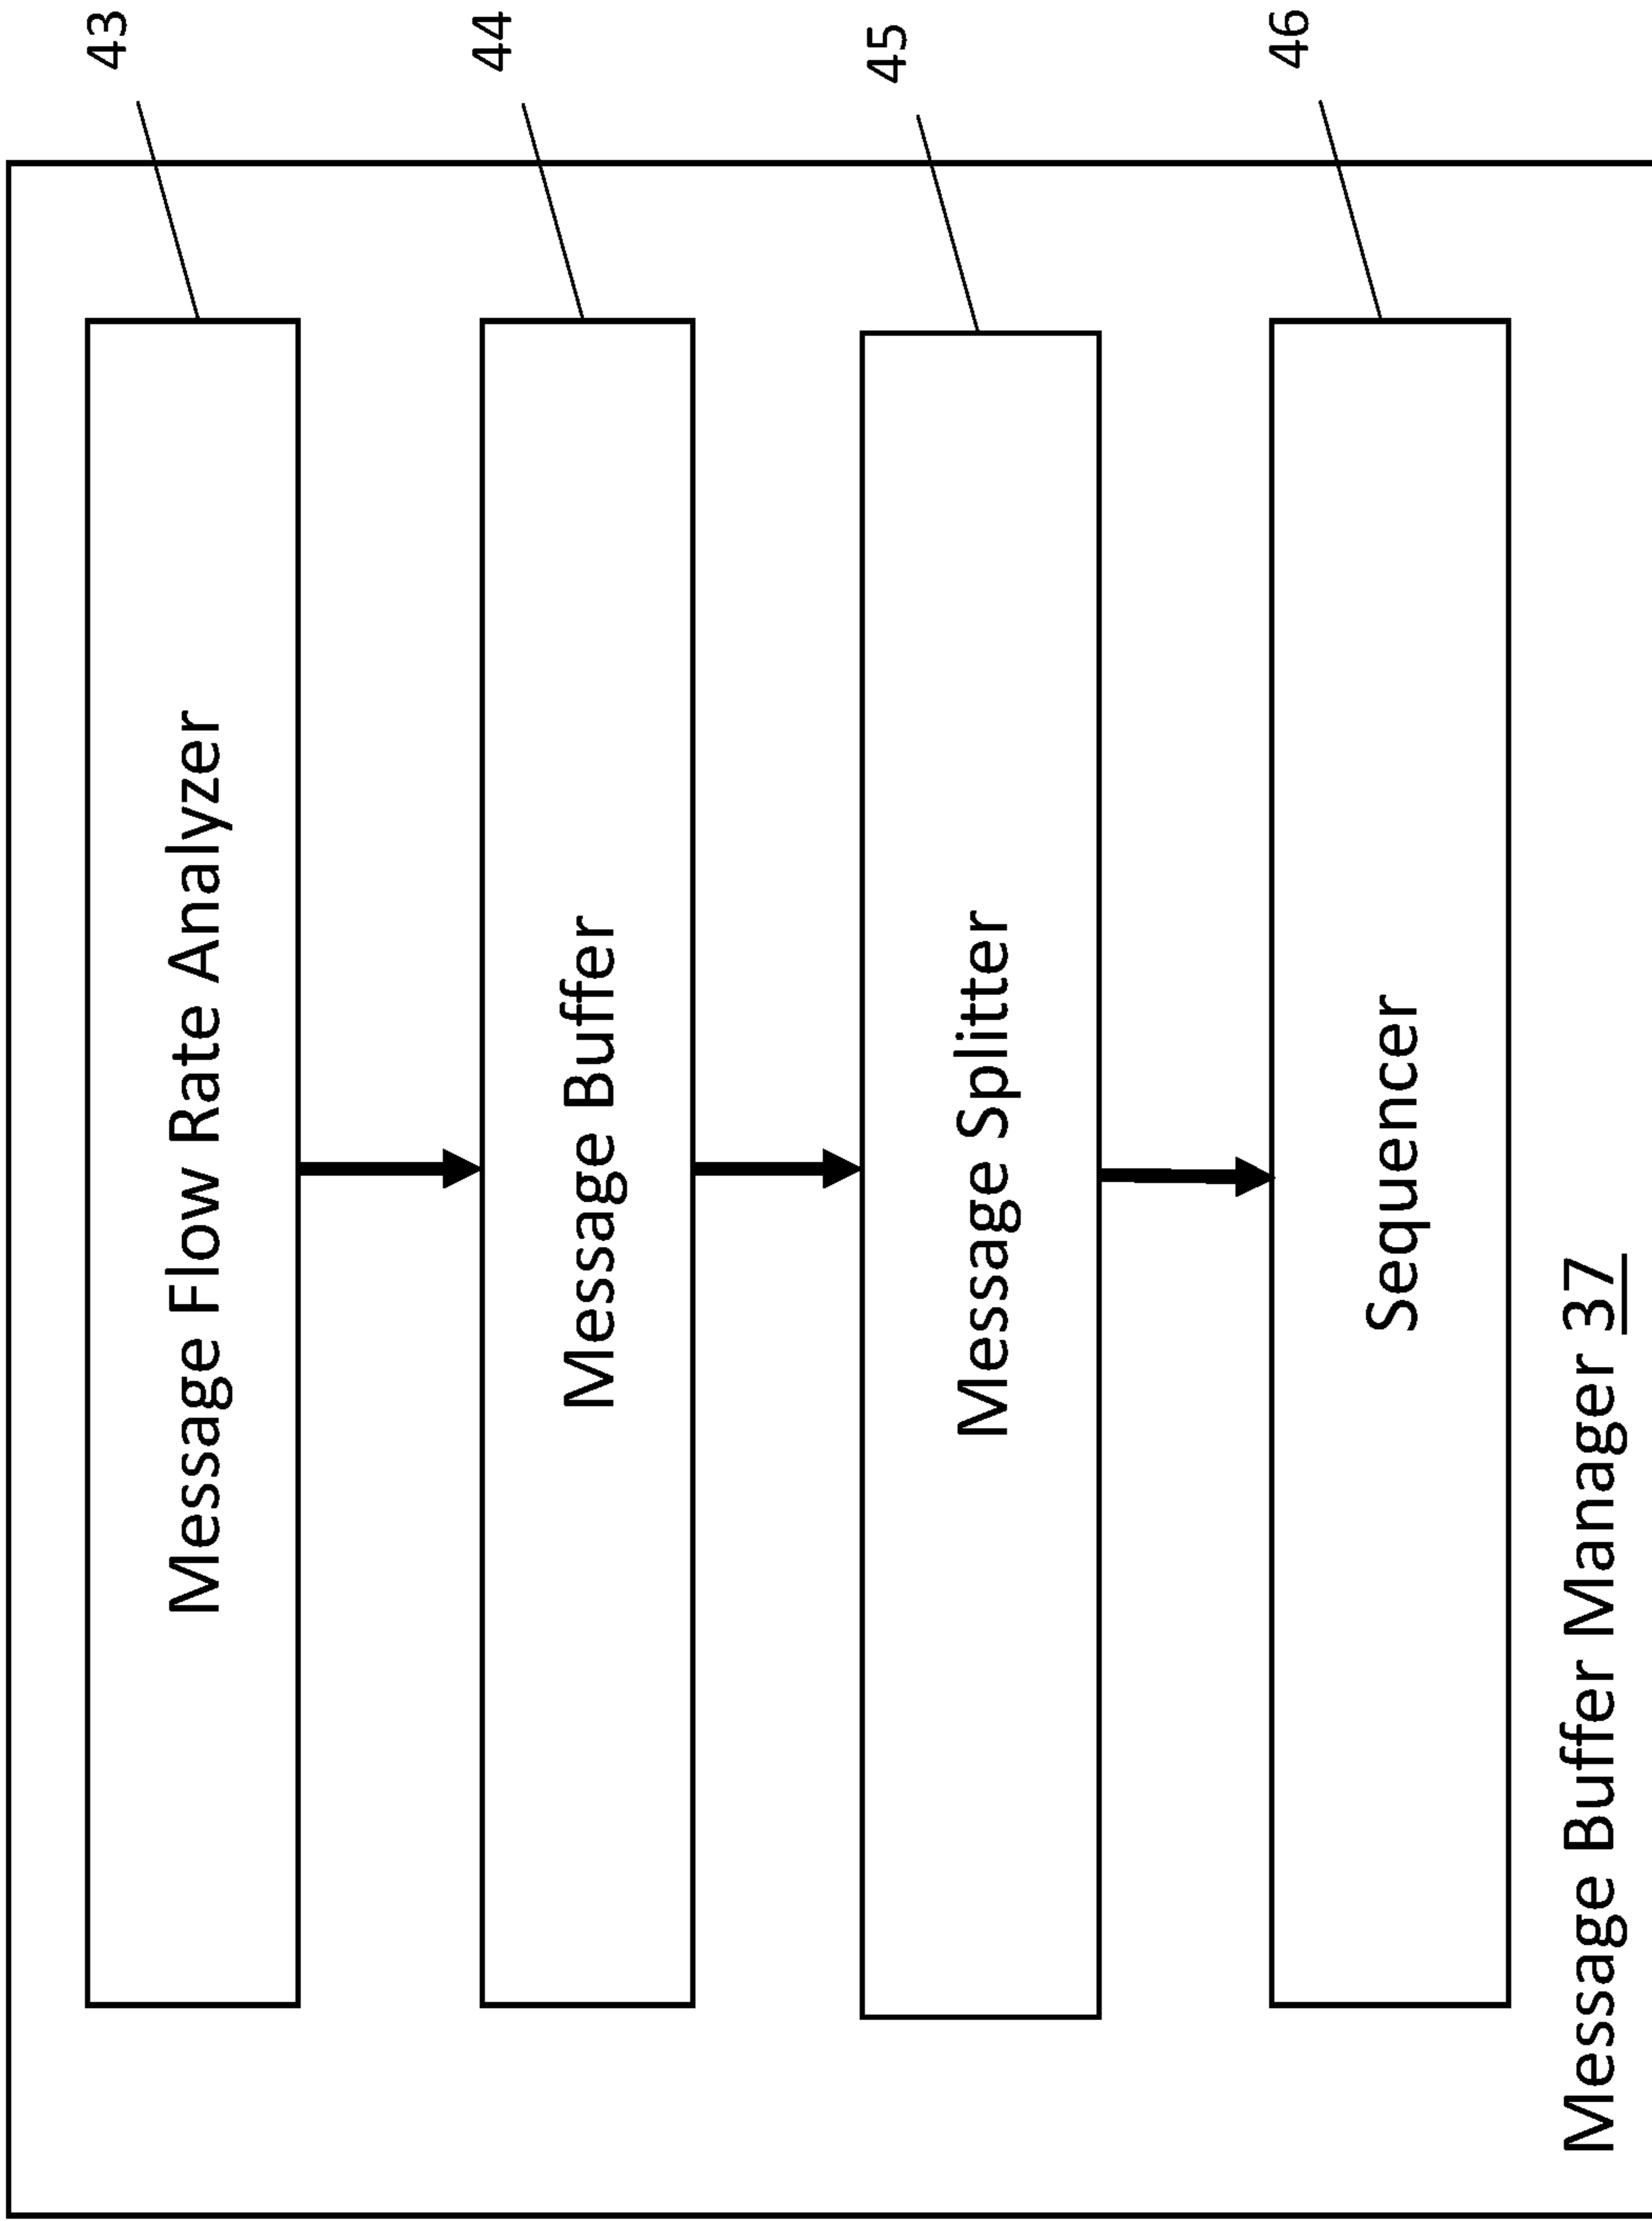 43
Message Flow Rate Analyzer
44
Message Buffer
45
Message Splitter
46
Sequencer
Message Buffer Manager 37